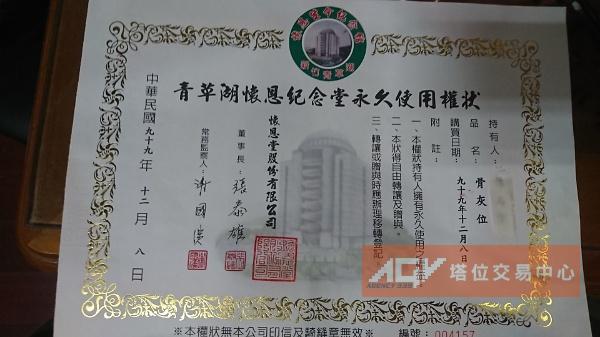 青草湖懷恩紀念堂永久使用權狀
持有人：
品名：骨灰位
購買日期：九十九年十二月八日
附註：
一、本權狀持有人擁有永久使用之權。
二、本狀得自由轉讓及贈與。
三、轉讓或贈與時應辦理移轉登記。
懷恩堂股份有限公司
董事長：張泰雄
常務監察人：
中華民國九十九年十二月八日
※本權狀無本公司印信及騎縫章無效※
編號：004157
AGENCY 339
塔位交易中心